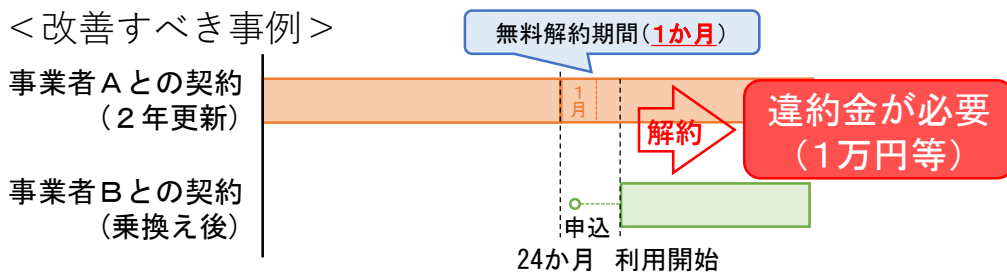 ＜改善すべき事例＞
無料解約期間(1か月)
事業者Ａとの契約
（２年更新）
1
月
解約
違約金が必要
（１万円等）
事業者Ｂとの契約
（乗換え後）
申込
24か月
利用開始